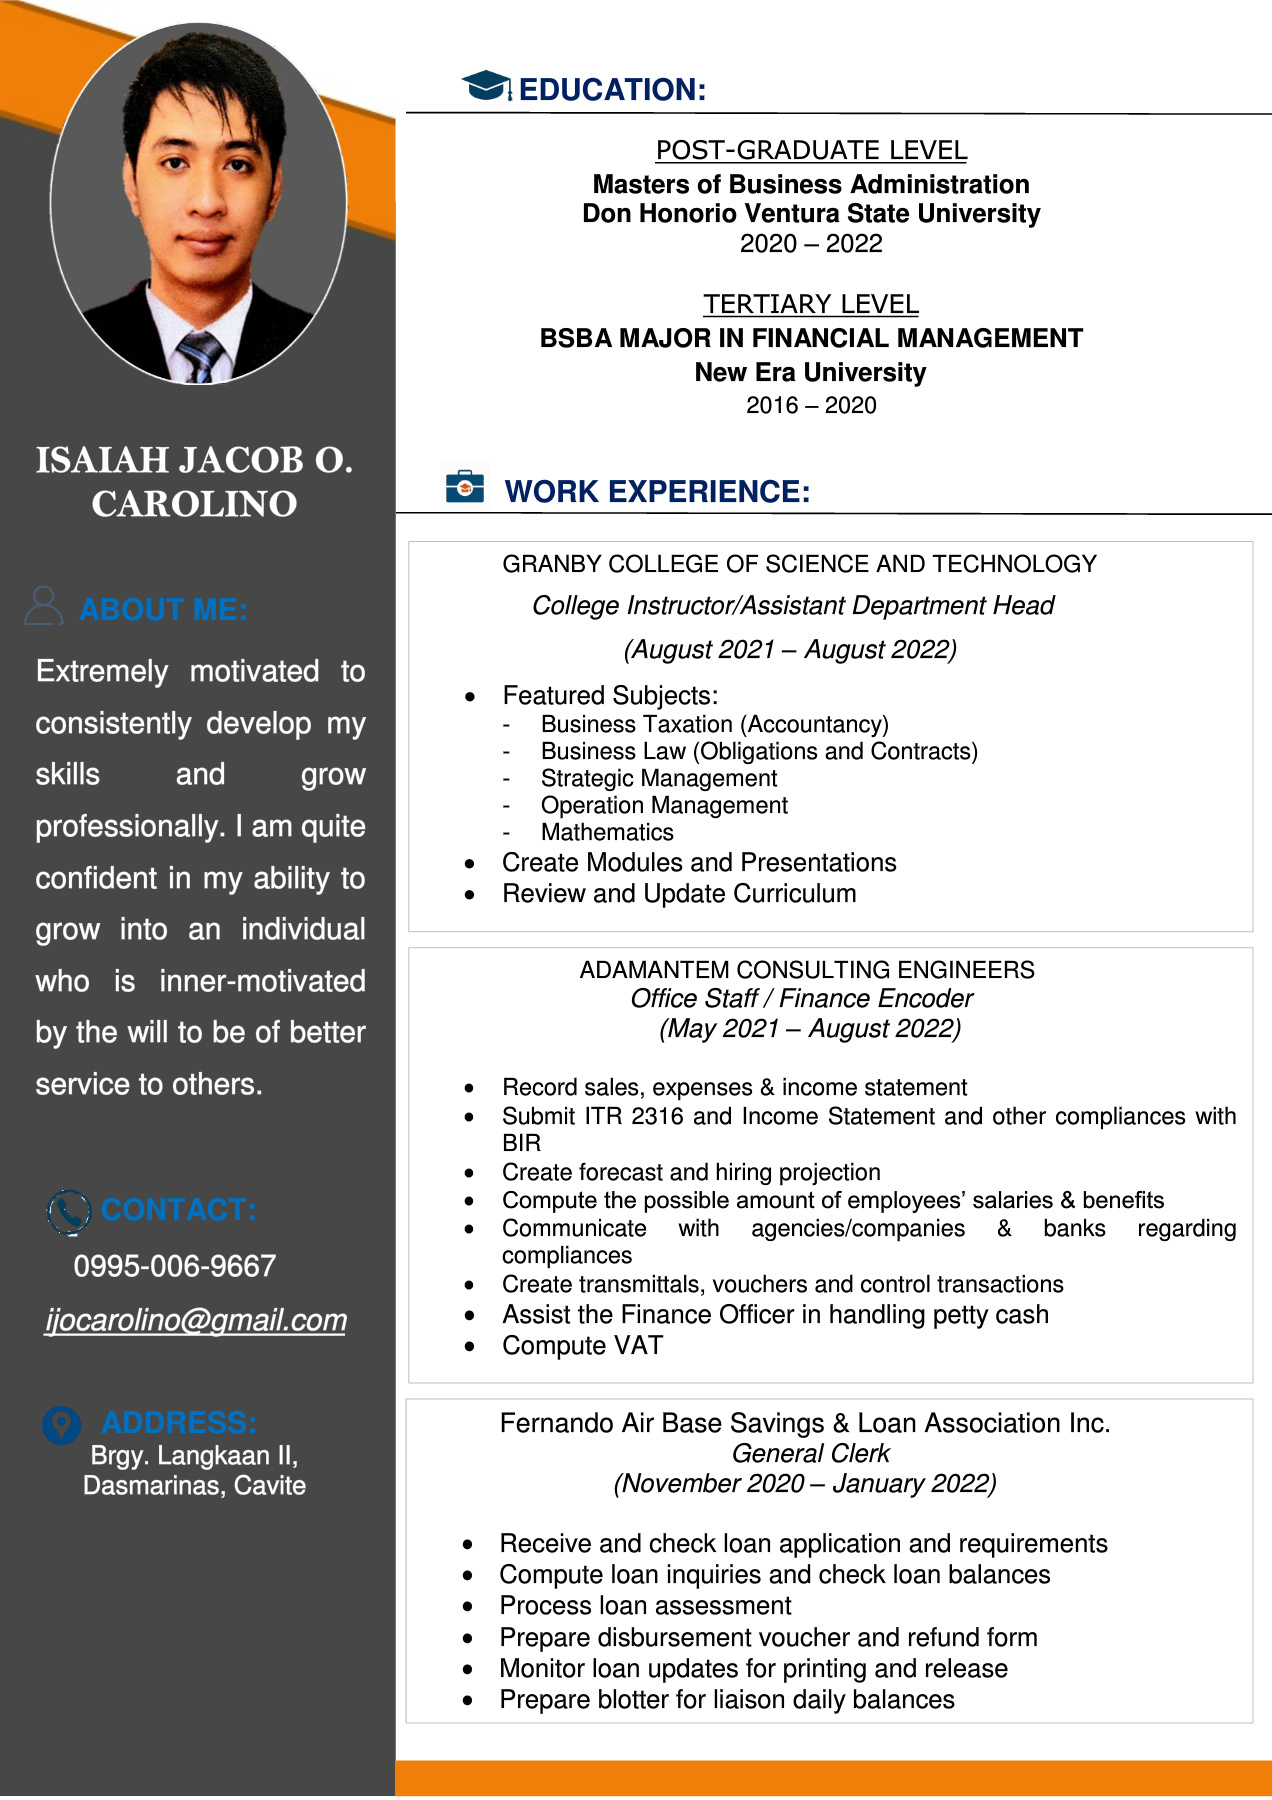 ISAIAH JACOB O.
CAROLINO
ABOUT ME:
Extremely motivated to
consistently develop my
skills and grow
professionally. I am quite
confident in my ability to
grow into an individual
who is inner-motivated
by the will to be of better
service to others.
CONTACT:
0995-006-9667
ijocarolino@gmail.com
ADDRESS:
Brgy. Langkaan II,
Dasmarinas, Cavite
EDUCATION:
POST-GRADUATE LEVEL
Masters of Business Administration
Don Honorio Ventura State University
2020 – 2022
TERTIARY LEVEL
BSBA MAJOR IN FINANCIAL MANAGEMENT
New Era University
2016 – 2020
WORK EXPERIENCE:
GRANBY COLLEGE OF SCIENCE AND TECHNOLOGY
College Instructor/Assistant Department Head
(August 2021 – August 2022)
• Featured Subjects:
- Business Taxation (Accountancy)
- Business Law (Obligations and Contracts)
- Strategic Management
- Operation Management
- Mathematics
• Create Modules and Presentations
• Review and Update Curriculum
ADAMANTEM CONSULTING ENGINEERS
Office Staff / Finance Encoder
(May 2021 – August 2022)
• Record sales, expenses & income statement
• Submit ITR 2316 and Income Statement and other compliances with
BIR
• Create forecast and hiring projection
• Compute the possible amount of employees’ salaries & benefits
• Communicate with agencies/companies & banks regarding
compliances
• Create transmittals, vouchers and control transactions
• Assist the Finance Officer in handling petty cash
• Compute VAT
Fernando Air Base Savings & Loan Association Inc.
General Clerk
(November 2020 – January 2022)
• Receive and check loan application and requirements
• Compute loan inquiries and check loan balances
• Process loan assessment
• Prepare disbursement voucher and refund form
• Monitor loan updates for printing and release
• Prepare blotter for liaison daily balances